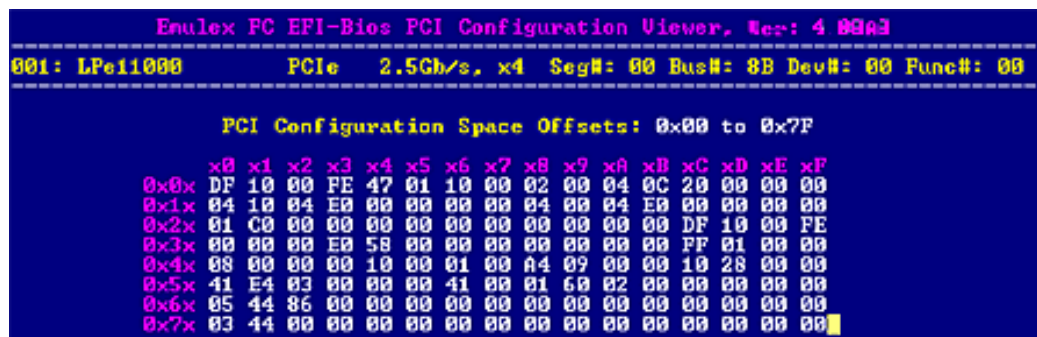 Emulex PC EFI-Bios PCI Configuration Viewer, Ver: 4.
001: LPe11000 PCIe 2.5Gb/s, x4 Seg#: 00 Bus#: 8B Dev#: 00 Func#: 00
PCI Configuration Space Offsets: 0x00 to 0x7F
x0 x1 x2 x3 x4 x5 x6 x7 x8 x9 xA xB xC xD xE xF
0x0x DF 10 00 FE 47 01 10 00 02 00 04 0C 20 00 00 00
0x1x 04 10 04 E0 00 00 00 00 04 00 04 E0 00 00 00 00
0x2x 01 C0 00 00 00 00 00 00 00 00 00 00 DF 10 00 FE
0x3x 00 00 00 E0 58 00 00 00 00 00 00 00 FF 01 00 00
0x4x 08 00 00 00 10 00 01 00 A4 09 00 00 10 28 00 00
0x5x 41 E4 03 00 00 00 41 00 01 60 02 00 00 00 00 00
0x6x 05 44 86 00 00 00 00 00 00 00 00 00 00 00 00 00
0x7x 03 44 00 00 00 00 00 00 00 00 00 00 00 00 00 00